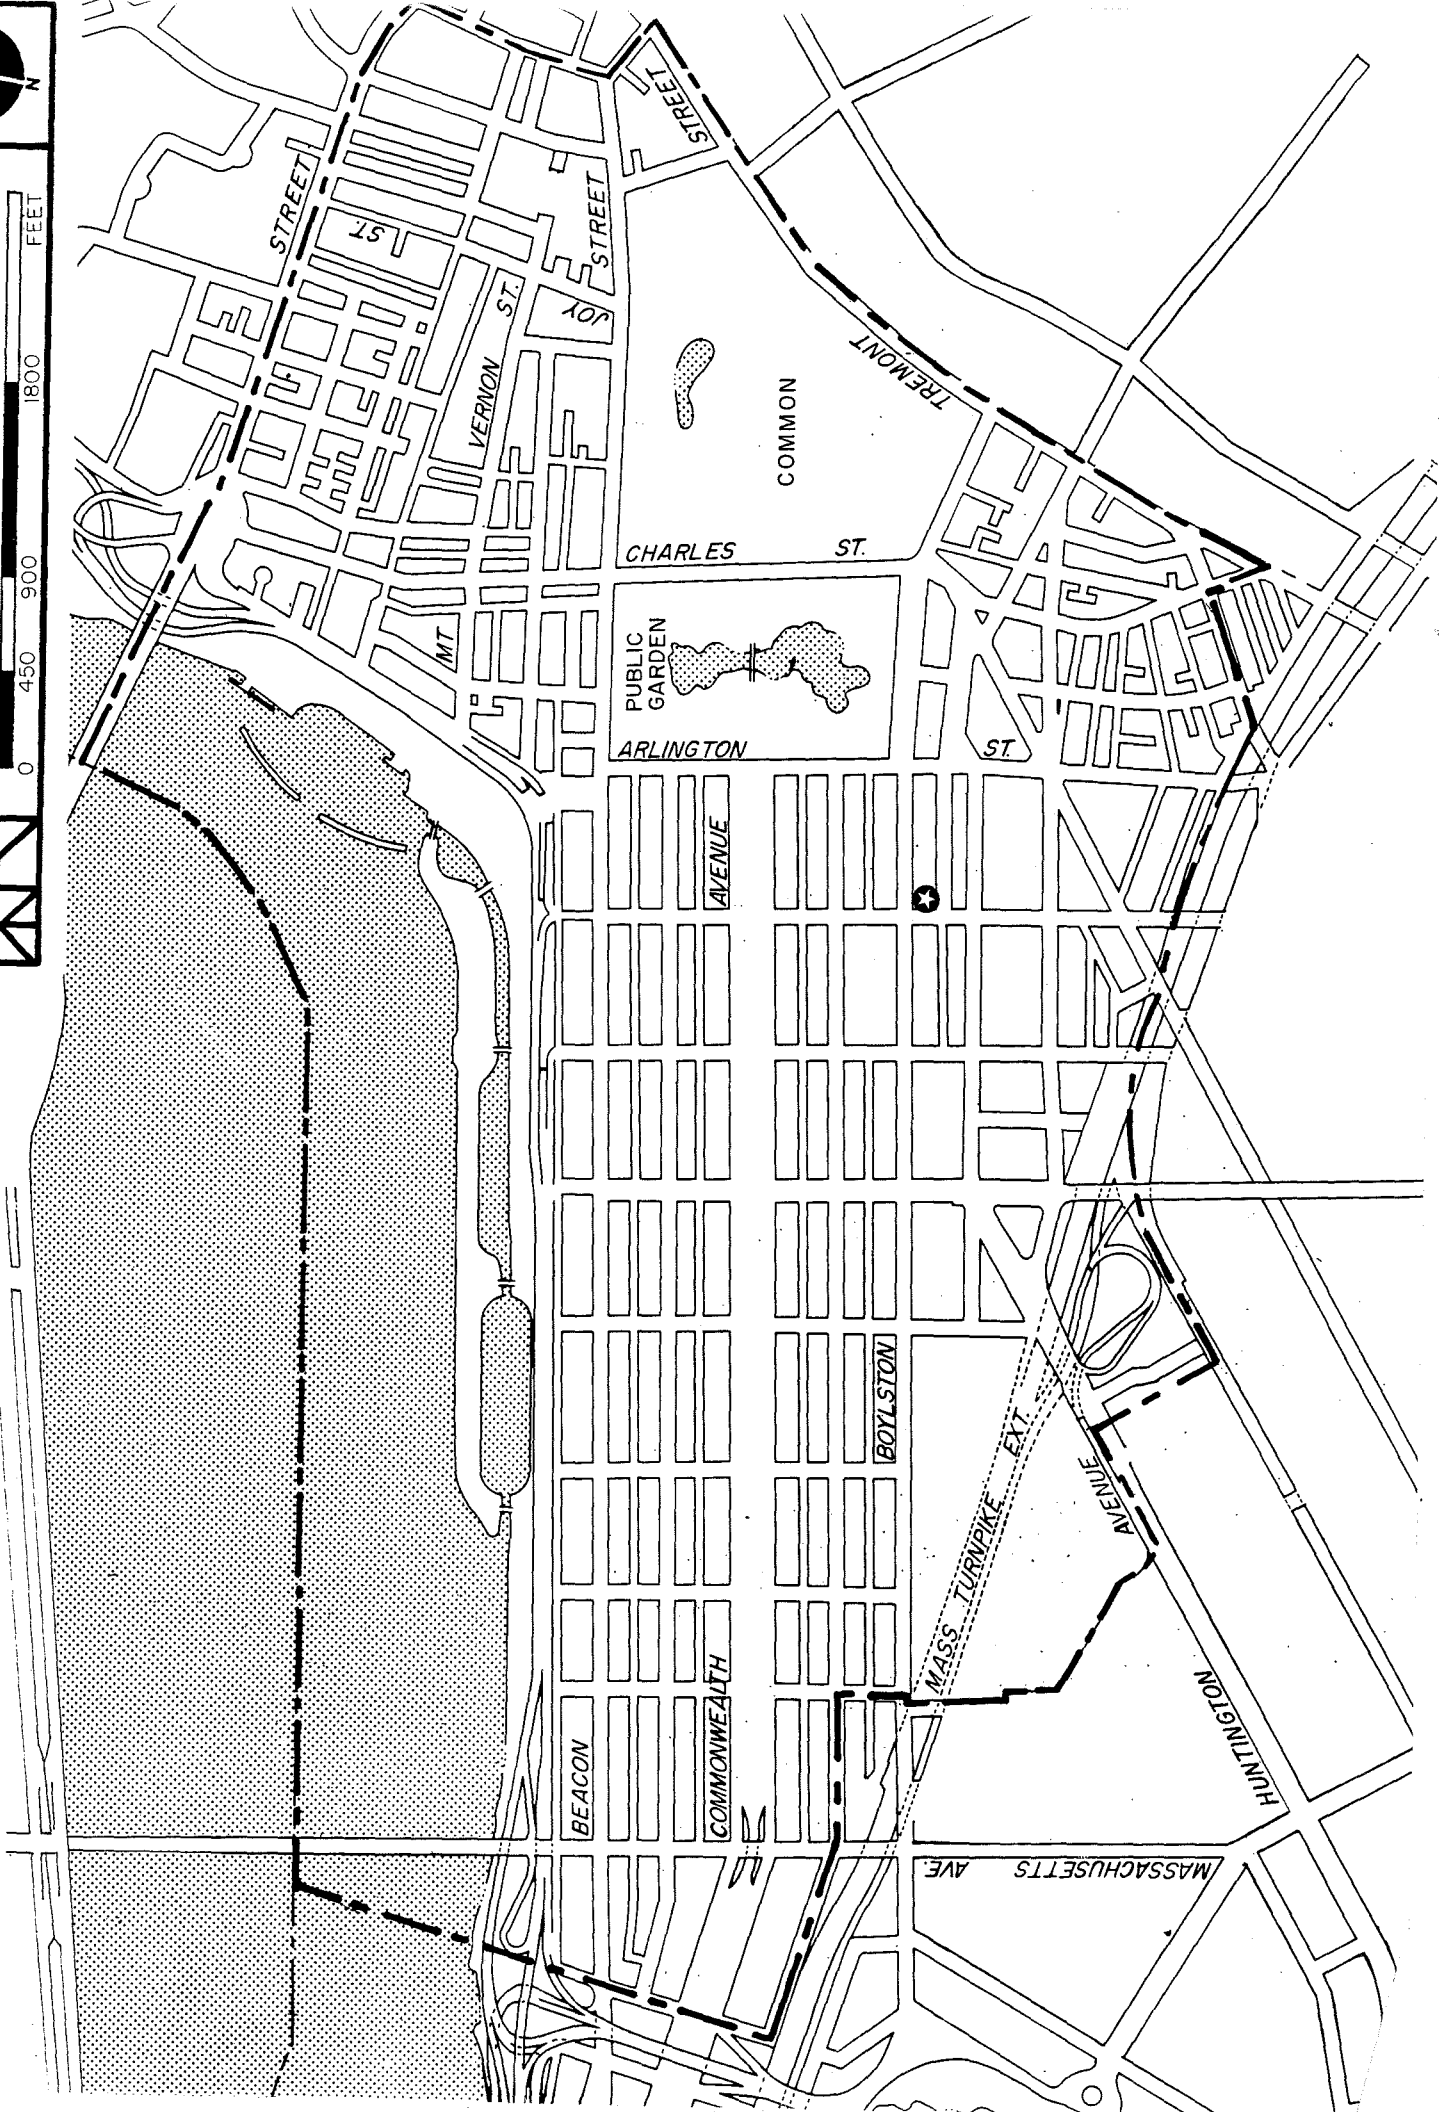 N
0 450 900 1800
FEET
STREET
STREET
ST.
STREET
ST.
JOY
VERNON
TREMONT
COMMON
CHARLES ST.
MT
PUBLIC
GARDEN
ARLINGTON ST.
AVENUE
BOYLSTON
MASS TURNPIKE EXT.
AVENUE
COMMONWEALTH
BEACON
HUNTINGTON
MASSACHUSETTS AVE.